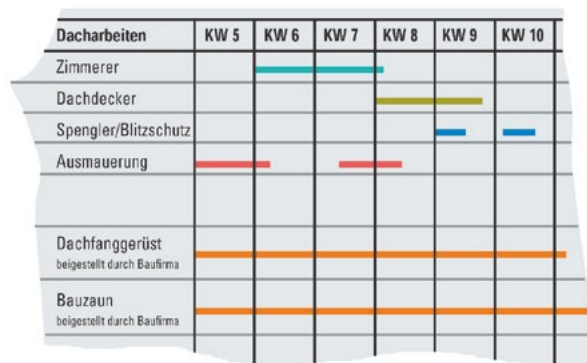 Dacharbeiten KW 5 KW 6 KW 7 KW 8 KW 9 KW 10
Zimmerer
Dachdecker
Spengler/Blitzschutz
Ausmauerung
Dachfanggerüst
beigestellt durch Baufirma
Bauzaun
beigestellt durch Baufirma